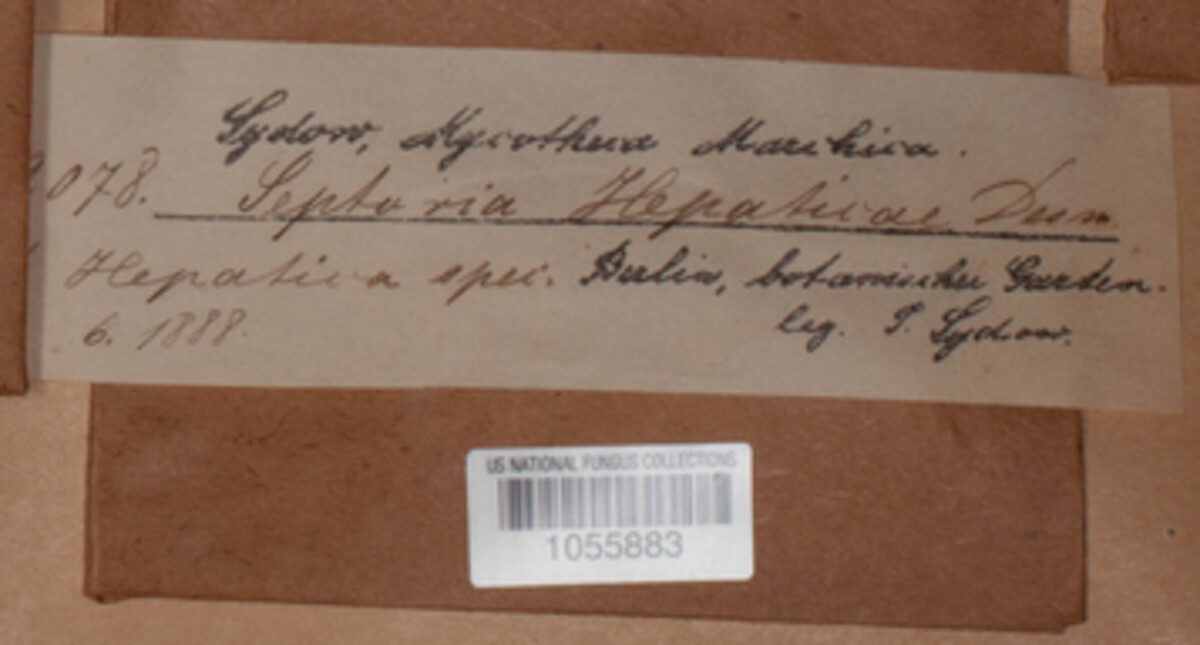 Sydow, Mycotheca Marchica.
078. Septoria Hepaticae Desm.
Hepatica spec. Berlin, botanischer Garten.
6. 1888. leg. P. Sydow.
US NATIONAL FUNGUS COLLECTIONS
1055883